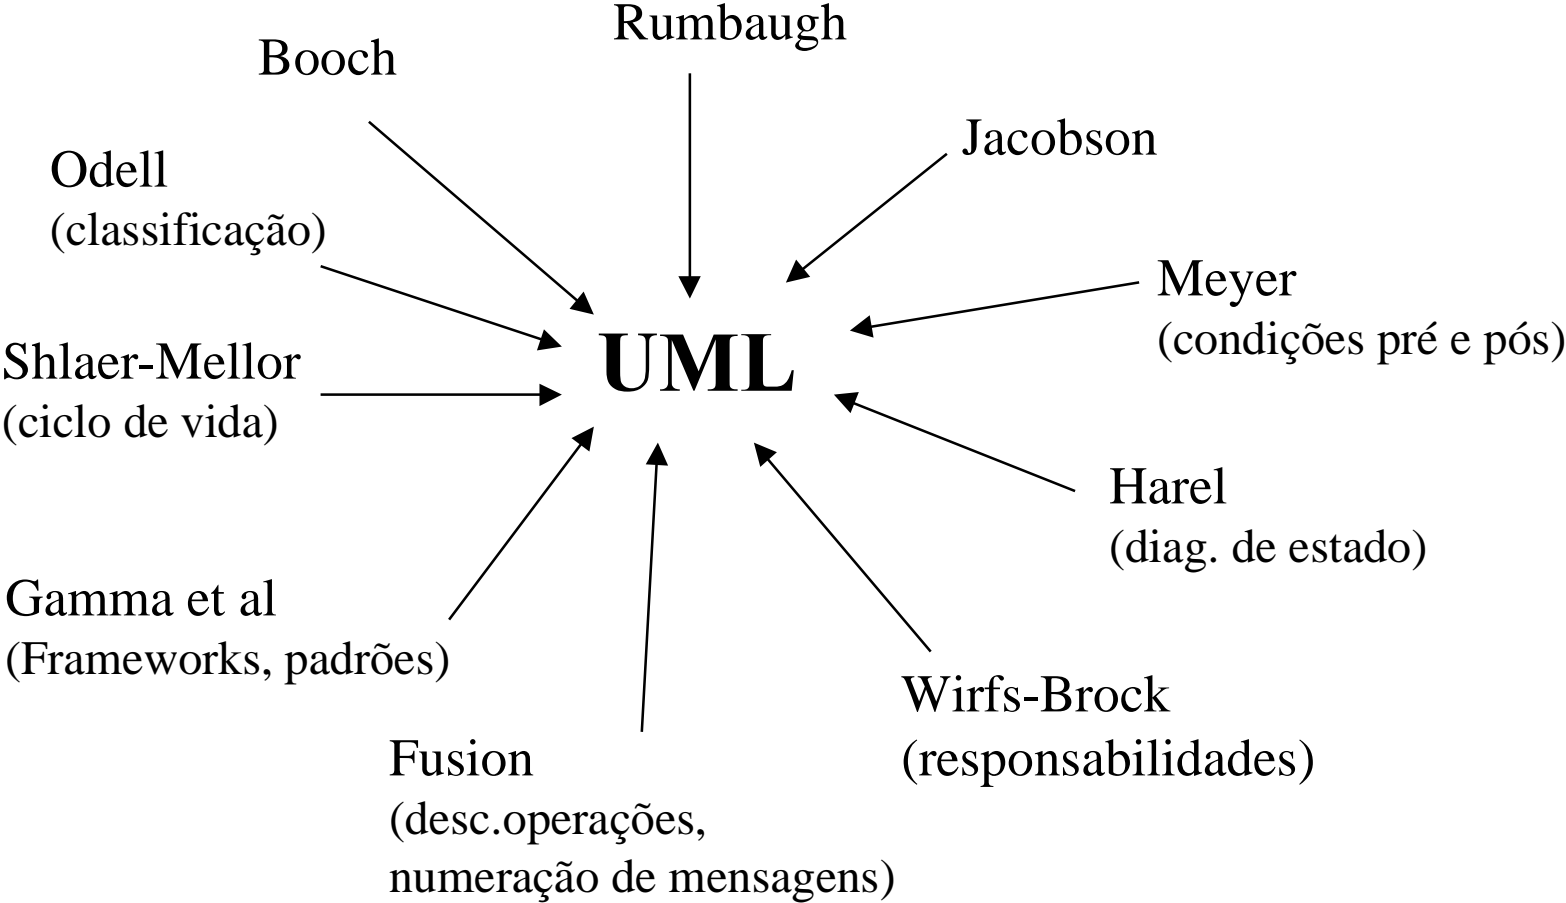 Rumbaugh
Booch
Jacobson
Odell
(classificação)
Meyer
(condições pré e pós)
UML
Shlaer-Mellor
(ciclo de vida)
Harel
(diag. de estado)
Gamma et al
(Frameworks, padrões)
Wirfs-Brock
(responsabilidades)
Fusion
(desc.operações,
numeração de mensagens)